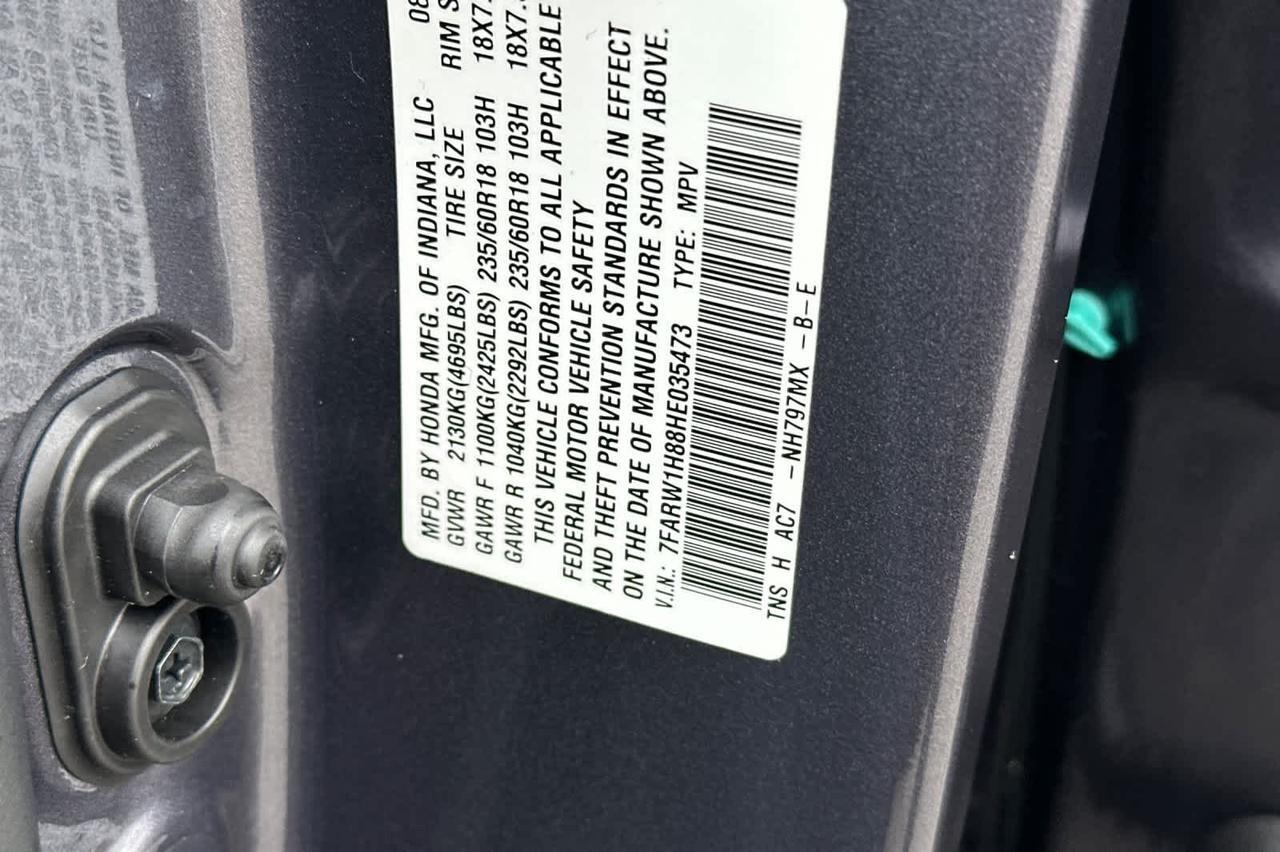 MFD. BY HONDA MFG. OF INDIANA, LLC 08
GVWR 2130KG(4695LBS) TIRE SIZE RIM S
GAWR F 1100KG(2425LBS) 235/60R18 103H 18X7.
GAWR R 1040KG(2292LBS) 235/60R18 103H 18X7.
THIS VEHICLE CONFORMS TO ALL APPLICABLE
FEDERAL MOTOR VEHICLE SAFETY
AND THEFT PREVENTION STANDARDS IN EFFECT
ON THE DATE OF MANUFACTURE SHOWN ABOVE.
V.I.N.: 7FARW1H88HE035473 TYPE: MPV
TNS H AC7 -NH797MX -B-E